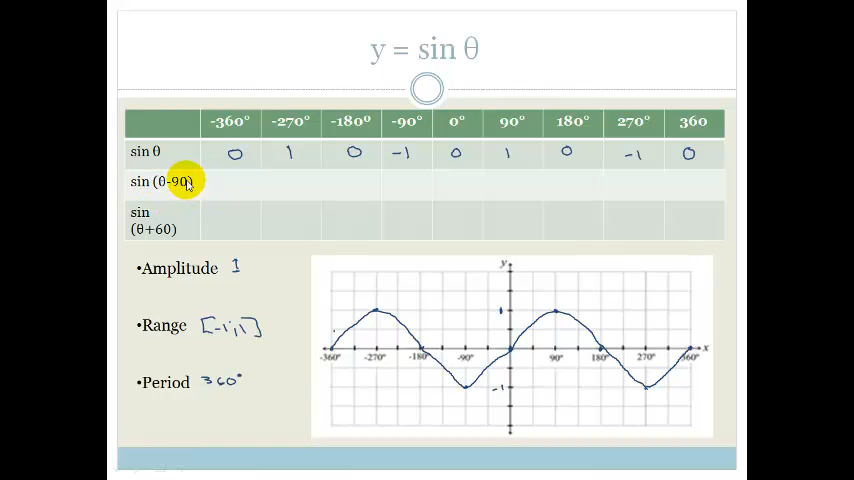 y = sin θ
-360° -270° -180° -90° 0° 90° 180° 270° 360
sin θ 0 1 0 -1 0 1 0 -1 0
sin (θ-90)
sin
(θ+60)
•Amplitude 1
•Range [-1,1]
•Period 360°
y
1
-360° -270° -180° -90° 90° 180° 270° 360° x
-1